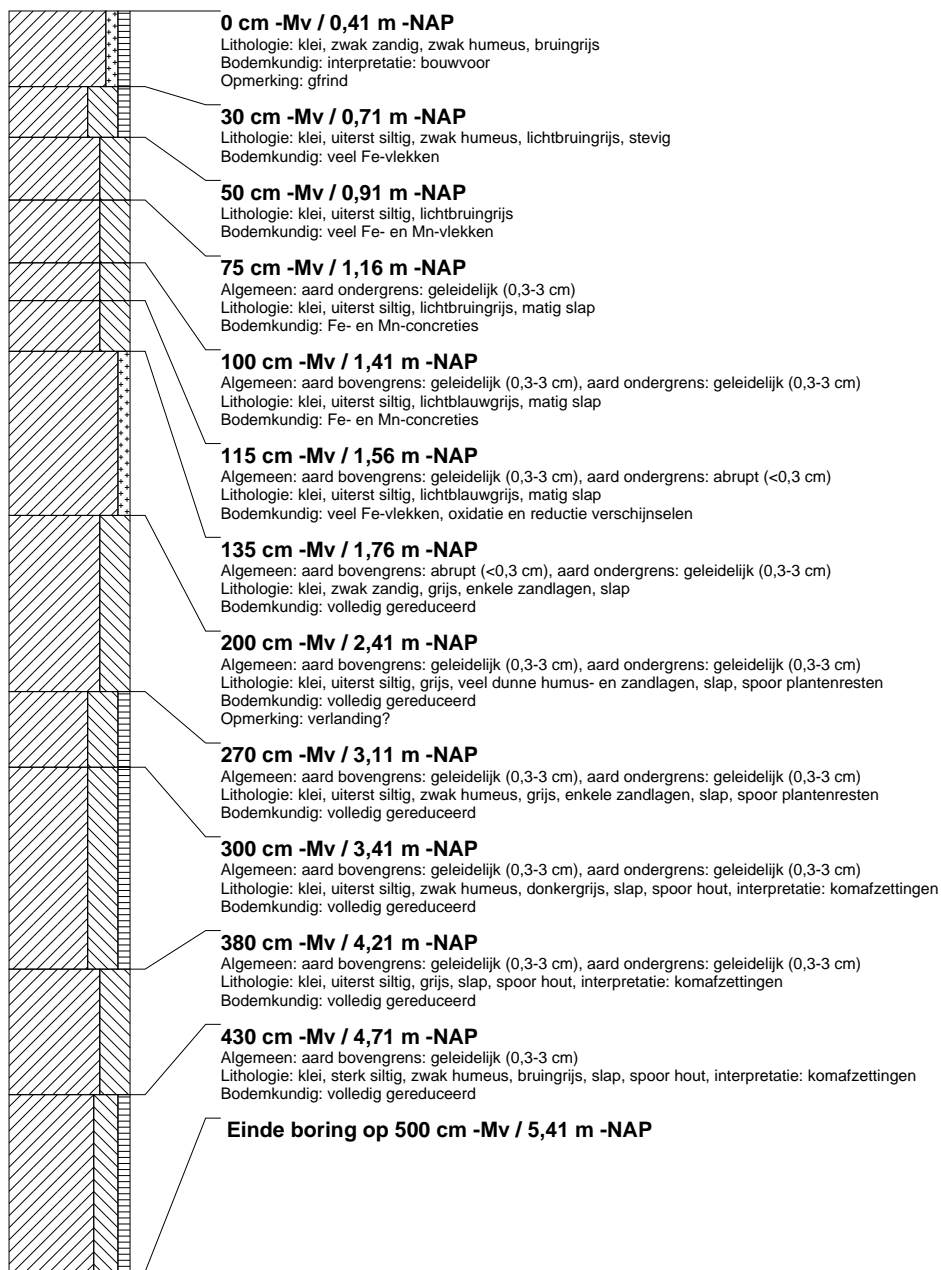 0 cm -Mv / 0,41 m -NAP
Lithologie: klei, zwak zandig, zwak humeus, bruingrijs
Bodemkundig: interpretatie: bouwvoor
Opmerking: gfrind
30 cm -Mv / 0,71 m -NAP
Lithologie: klei, uiterst siltig, zwak humeus, lichtbruingrijs, stevig
Bodemkundig: veel Fe-vlekken
50 cm -Mv / 0,91 m -NAP
Lithologie: klei, uiterst siltig, lichtbruingrijs
Bodemkundig: veel Fe- en Mn-vlekken
75 cm -Mv / 1,16 m -NAP
Algemeen: aard ondergrens: geleidelijk (0,3-3 cm)
Lithologie: klei, uiterst siltig, lichtbruingrijs, matig slap
Bodemkundig: Fe- en Mn-concreties
100 cm -Mv / 1,41 m -NAP
Algemeen: aard bovengrens: geleidelijk (0,3-3 cm), aard ondergrens: geleidelijk (0,3-3 cm)
Lithologie: klei, uiterst siltig, lichtblauwgrijs, matig slap
Bodemkundig: Fe- en Mn-concreties
115 cm -Mv / 1,56 m -NAP
Algemeen: aard bovengrens: geleidelijk (0,3-3 cm), aard ondergrens: abrupt (<0,3 cm)
Lithologie: klei, uiterst siltig, lichtblauwgrijs, matig slap
Bodemkundig: veel Fe-vlekken, oxidatie en reductie verschijnselen
135 cm -Mv / 1,76 m -NAP
Algemeen: aard bovengrens: abrupt (<0,3 cm), aard ondergrens: geleidelijk (0,3-3 cm)
Lithologie: klei, zwak zandig, grijs, enkele zandlagen, slap
Bodemkundig: volledig gereduceerd
200 cm -Mv / 2,41 m -NAP
Algemeen: aard bovengrens: geleidelijk (0,3-3 cm), aard ondergrens: geleidelijk (0,3-3 cm)
Lithologie: klei, uiterst siltig, grijs, veel dunne humus- en zandlagen, slap, spoor plantenresten
Bodemkundig: volledig gereduceerd
Opmerking: verlanding?
270 cm -Mv / 3,11 m -NAP
Algemeen: aard bovengrens: geleidelijk (0,3-3 cm), aard ondergrens: geleidelijk (0,3-3 cm)
Lithologie: klei, uiterst siltig, zwak humeus, grijs, enkele zandlagen, slap, spoor plantenresten
Bodemkundig: volledig gereduceerd
300 cm -Mv / 3,41 m -NAP
Algemeen: aard bovengrens: geleidelijk (0,3-3 cm), aard ondergrens: geleidelijk (0,3-3 cm)
Lithologie: klei, uiterst siltig, zwak humeus, donkergrijs, slap, spoor hout, interpretatie: komafzettingen
Bodemkundig: volledig gereduceerd
380 cm -Mv / 4,21 m -NAP
Algemeen: aard bovengrens: geleidelijk (0,3-3 cm), aard ondergrens: geleidelijk (0,3-3 cm)
Lithologie: klei, uiterst siltig, grijs, slap, spoor hout, interpretatie: komafzettingen
Bodemkundig: volledig gereduceerd
430 cm -Mv / 4,71 m -NAP
Algemeen: aard bovengrens: geleidelijk (0,3-3 cm)
Lithologie: klei, sterk siltig, zwak humeus, bruingrijs, slap, spoor hout, interpretatie: komafzettingen
Bodemkundig: volledig gereduceerd
Einde boring op 500 cm -Mv / 5,41 m -NAP